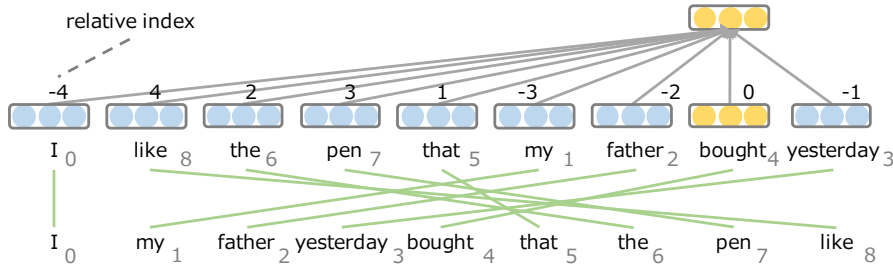 relative index
-4 4 2 3 1 -3 -2 0 -1
I 0 like 8 the 6 pen 7 that 5 my 1 father 2 bought 4 yesterday 3
I 0 my 1 father 2 yesterday 3 bought 4 that 5 the 6 pen 7 like 8